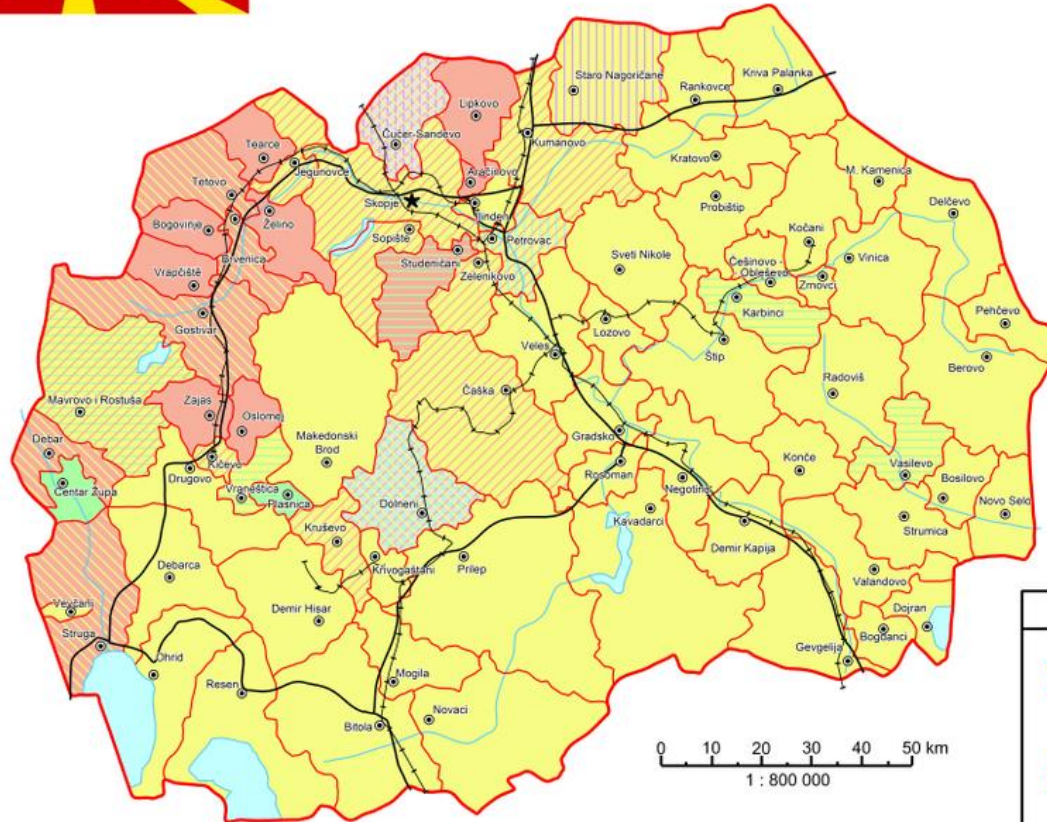 Staro Nagoričane
Rankovce
Kriva Palanka
Lipkovo
Čučer-Sandevo
Kumanovo
Tearce
Jegunovce
Aračinovo
Kratovo
M. Kamenica
Tetovo
Skopje
Ilinden
Probištip
Delčevo
Bogovinje
Želino
Sopište
Petrovac
Kočani
Brvenica
Studeničani
Zelenikovo
Sveti Nikole
Češinovo -
Obleševo
Zrnovci
Vinica
Vrapčište
Karbinci
Pehčevo
Gostivar
Lozovo
Štip
Veles
Berovo
Mavrovo i Rostuša
Zajas
Oslomej
Čaška
Radoviš
Debar
Makedonski
Brod
Gradsko
Kičevo
Drugovo
Rosoman
Konče
Vasilevo
Centar Župa
Vraneštica
Plasnica
Dolneni
Negotino
Bosilovo
Novo Selo
Kruševo
Kavadarci
Strumica
Demir Kapija
Krivogaštani
Prilep
Debarca
Valandovo
Vevčani
Demir Hisar
Dojran
Bogdanci
Struga
Ohrid
Gevgelija
Resen
Mogila
Bitola
Novaci
0 10 20 30 40 50 km
1 : 800 000